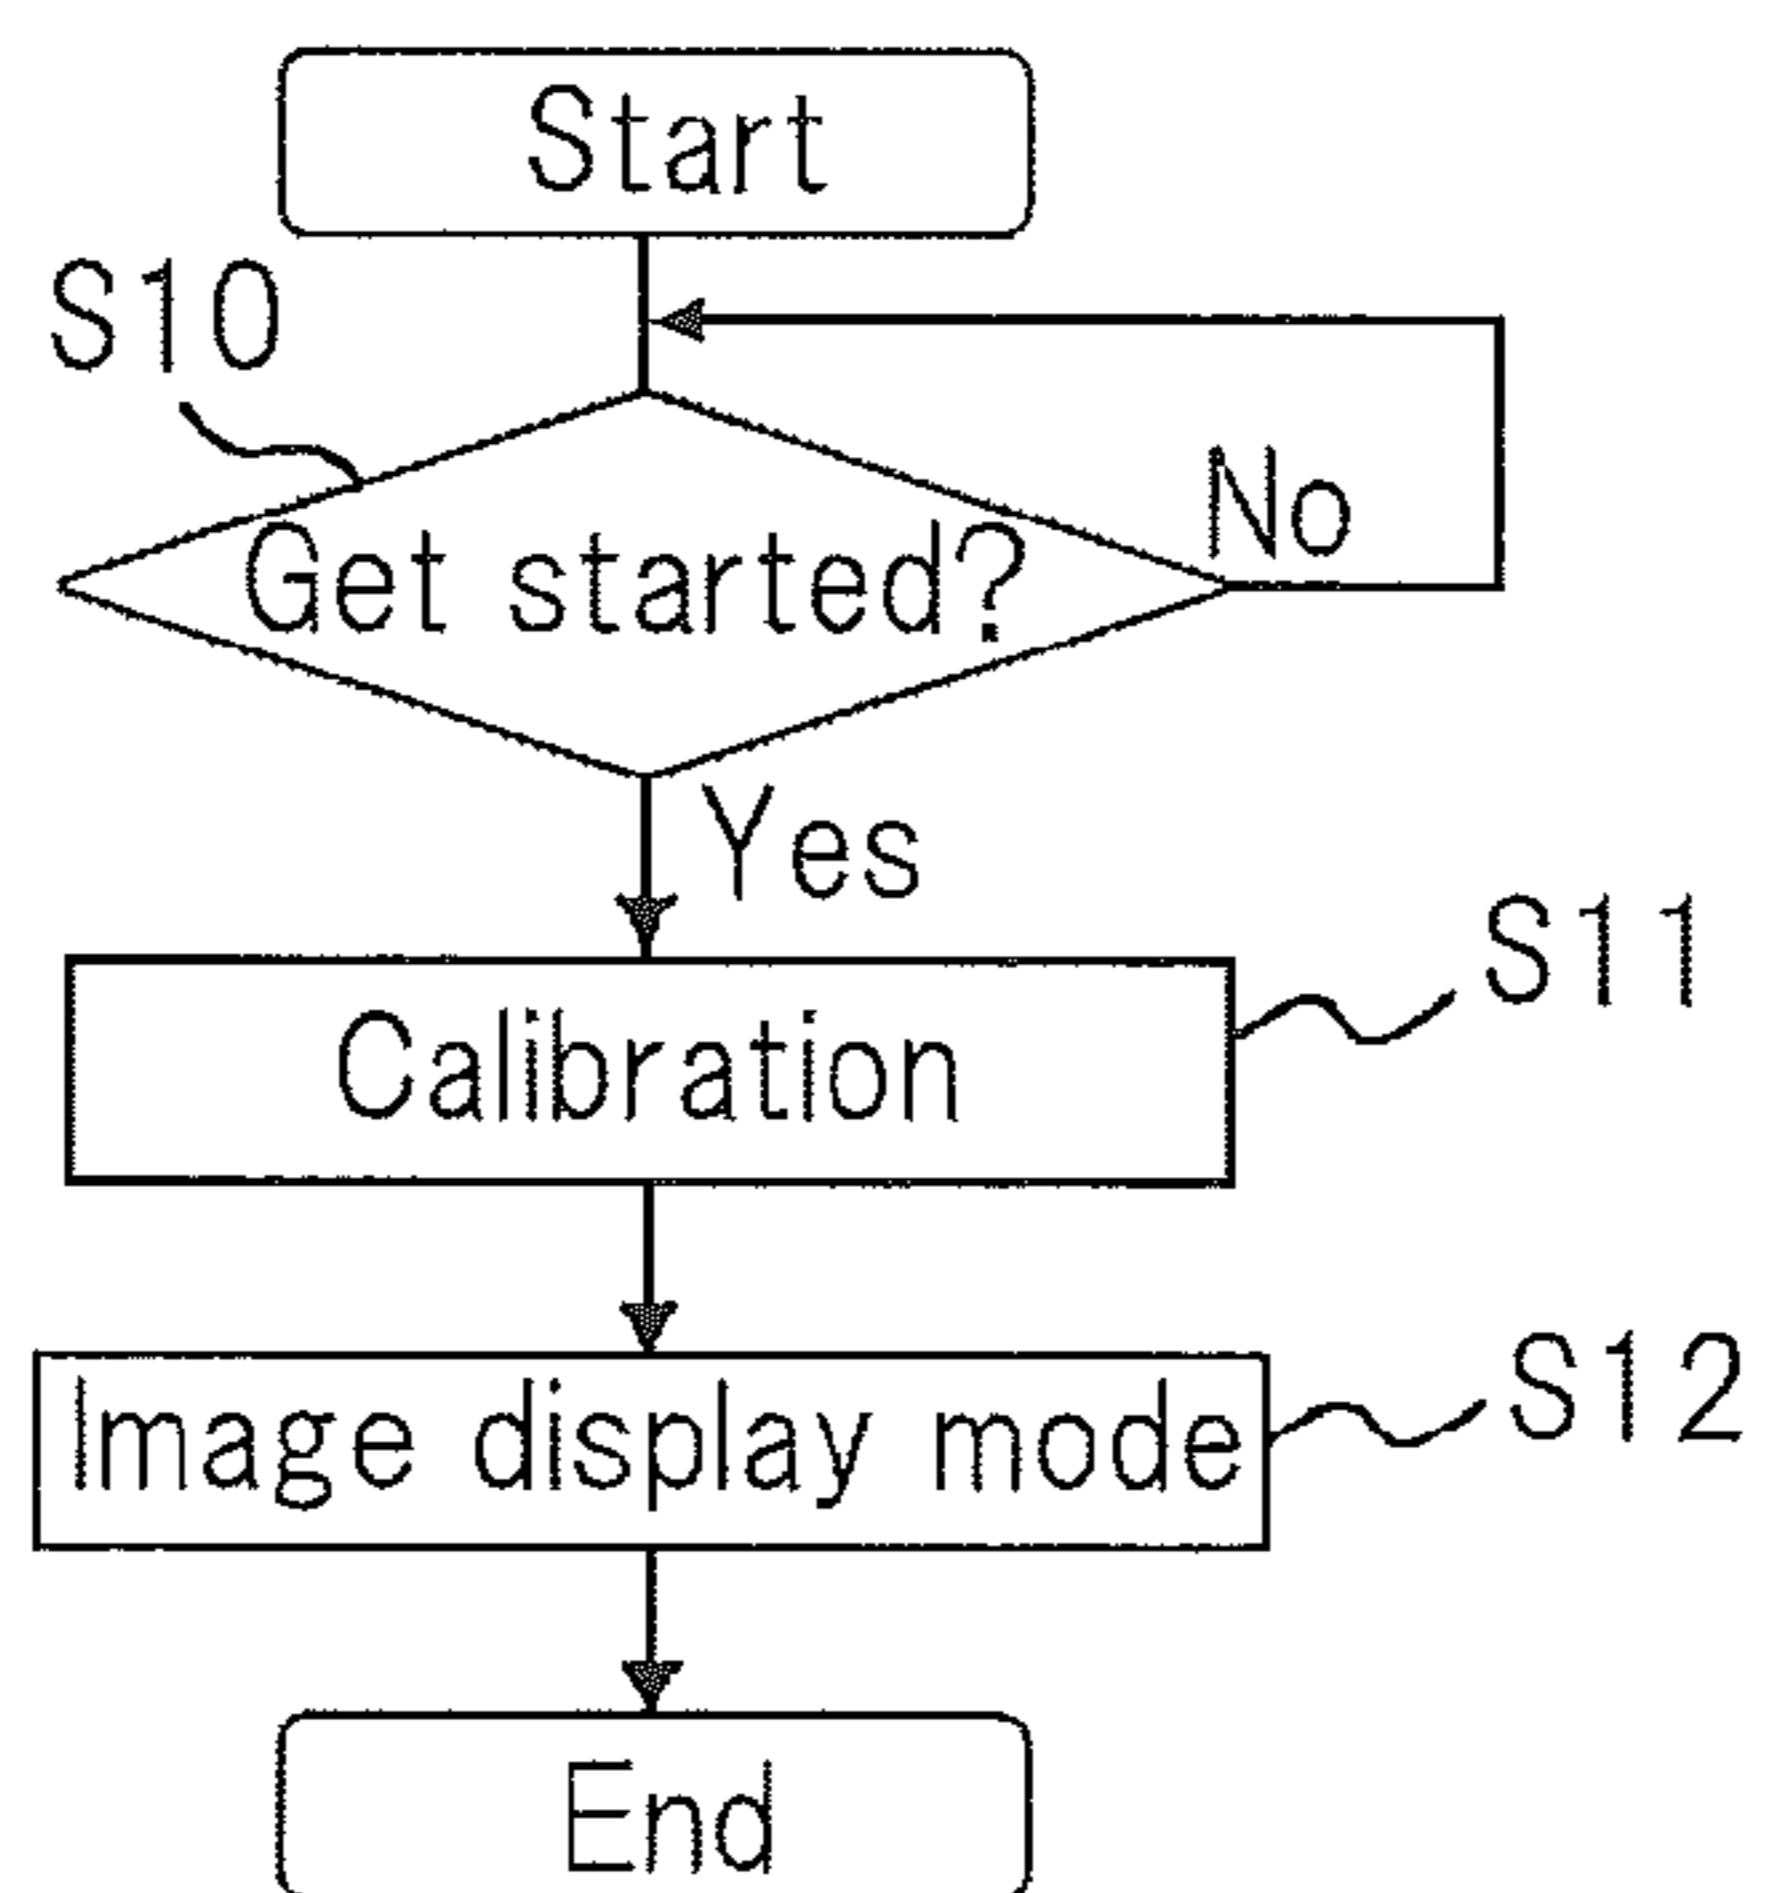 Start
S10
No
Get started?
Yes
S11
Calibration
S12
Image display mode
End